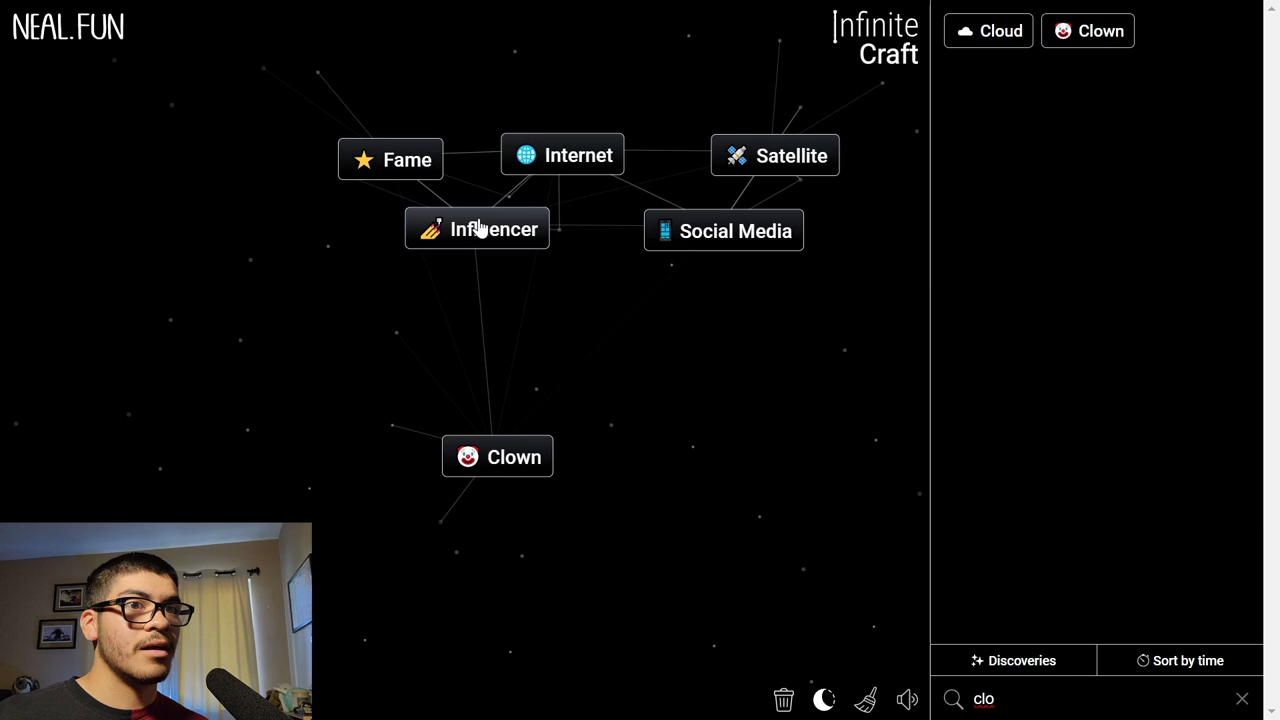 NEAL.FUN
Infinite
Craft
Cloud
Clown
Fame
Internet
Satellite
Influencer
Social Media
Clown
Discoveries
Sort by time
clo